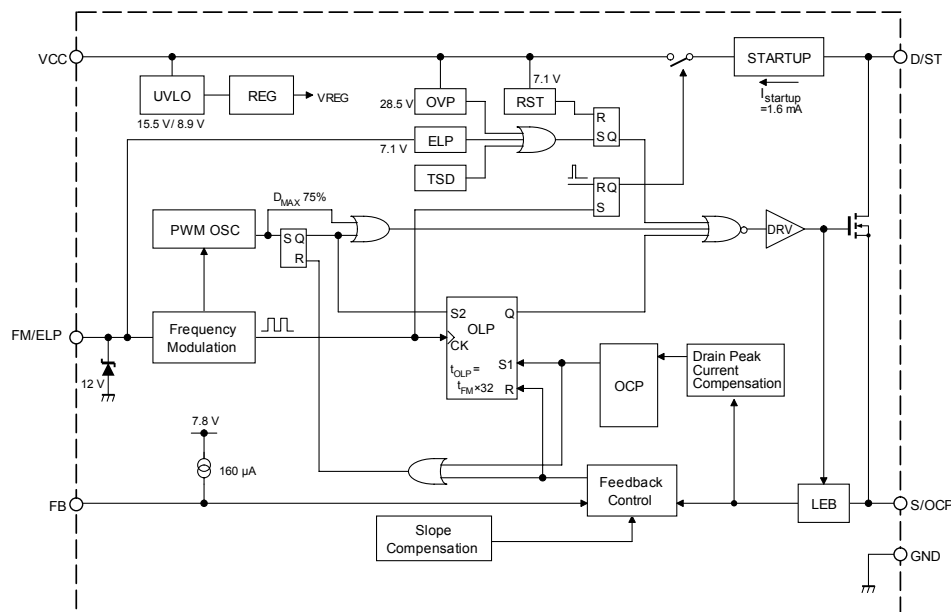 VCC
STARTUP
D/ST
7.1 V
UVLO
REG
VREG
28.5 V
OVP
RST
R
S Q
Istartup
=1.6 mA
15.5 V/ 8.9 V
ELP
7.1 V
TSD
R Q
S
DMAX 75%
PWM OSC
S Q
R
DRV
FM/ELP
Frequency
Modulation
S2
Q
OLP
CK
tOLP=
tFM×32
S1
R
OCP
Drain Peak
Current
Compensation
12 V
7.8 V
160 µA
FB
Feedback
Control
LEB
S/OCP
Slope
Compensation
GND